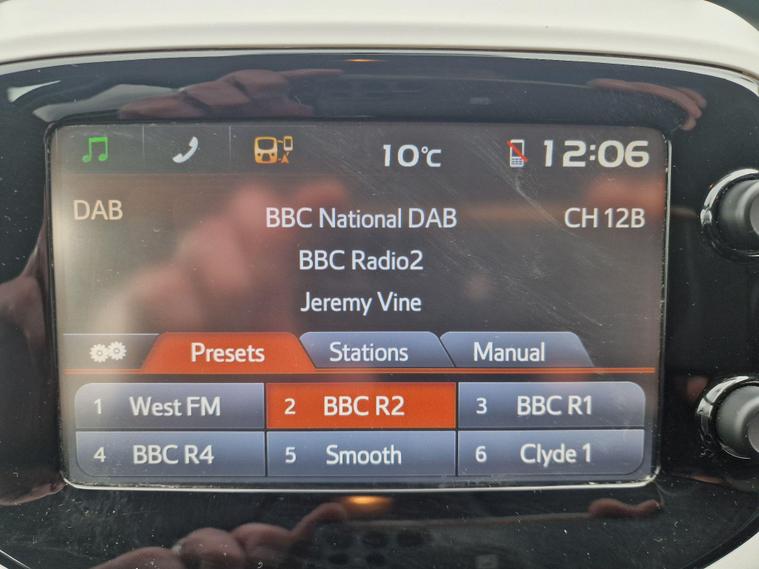 10°C 12:06
DAB BBC National DAB CH 12B
BBC Radio2
Jeremy Vine
Presets Stations Manual
1 West FM 2 BBC R2 3 BBC R1
4 BBC R4 5 Smooth 6 Clyde 1